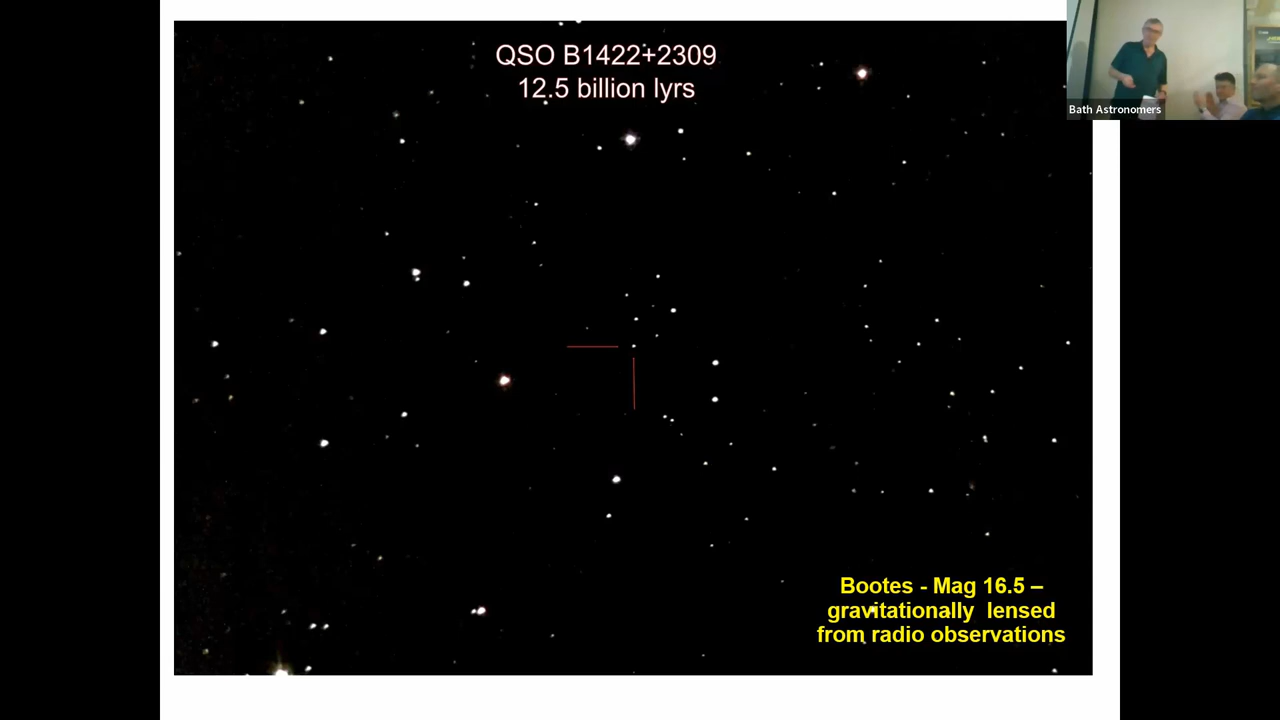 QSO B1422+2309
12.5 billion lyrs
Bath Astronomers
Bootes - Mag 16.5 –
gravitationally lensed
from radio observations